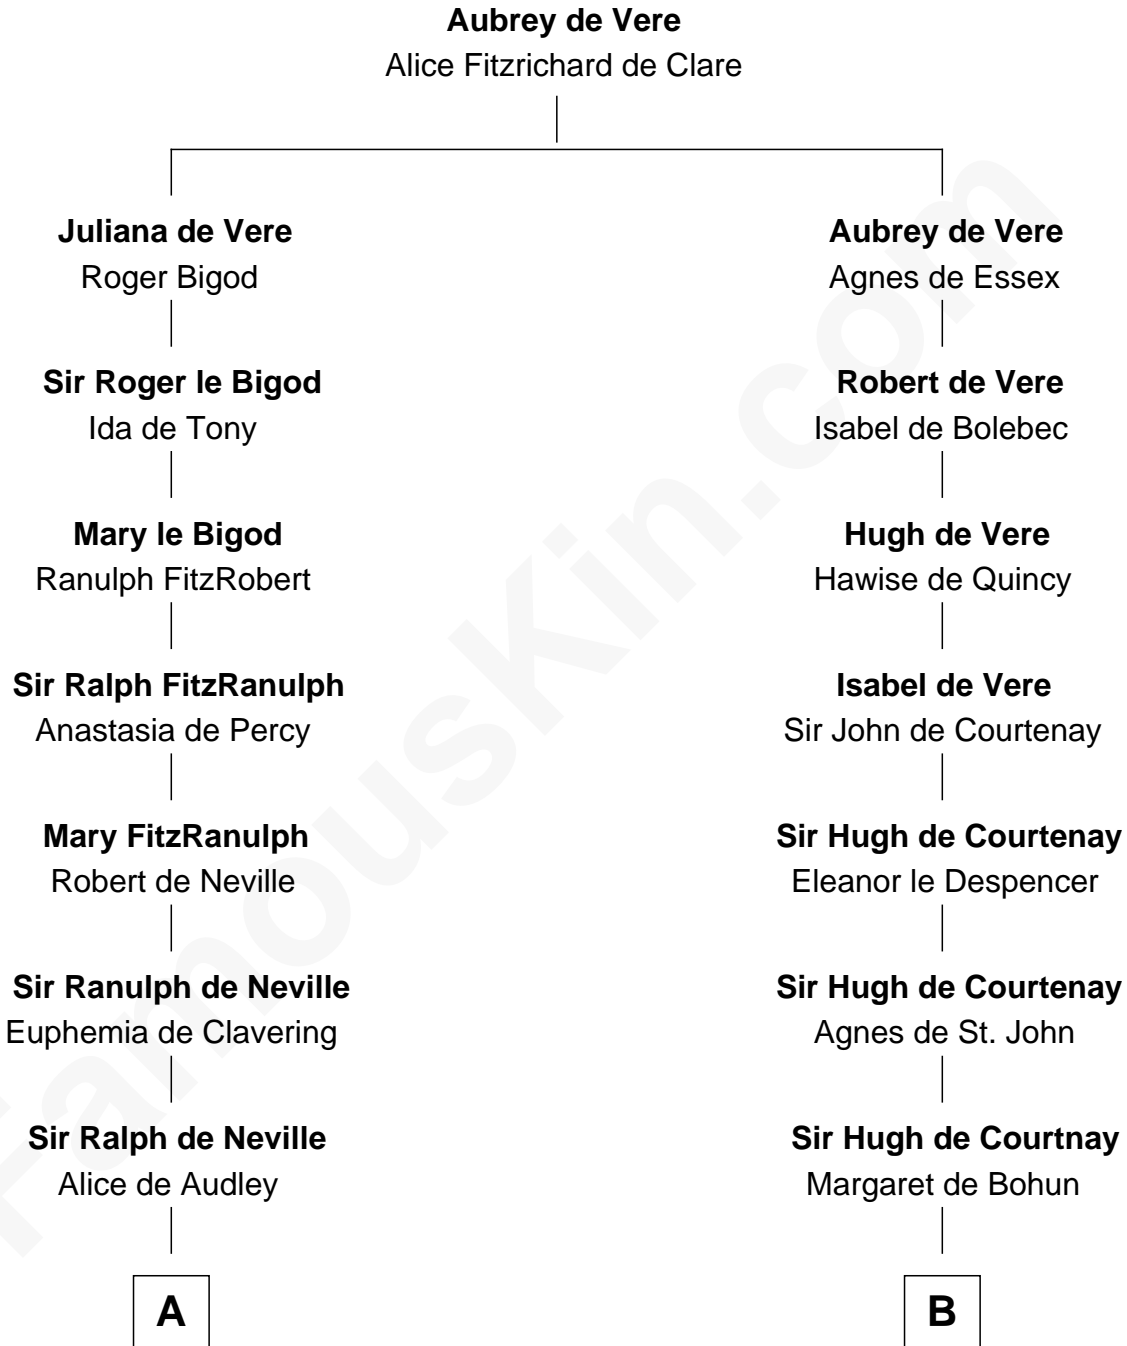 Aubrey de Vere
Alice Fitzrichard de Clare
Juliana de Vere
Roger Bigod
Aubrey de Vere
Agnes de Essex
Sir Roger le Bigod
Ida de Tony
Robert de Vere
Isabel de Bolebec
Mary le Bigod
Ranulph FitzRobert
Hugh de Vere
Hawise de Quincy
Sir Ralph FitzRanulph
Anastasia de Percy
Isabel de Vere
Sir John de Courtenay
Mary FitzRanulph
Robert de Neville
Sir Hugh de Courtenay
Eleanor le Despencer
Sir Ranulph de Neville
Euphemia de Clavering
Sir Hugh de Courtenay
Agnes de St. John
Sir Ralph de Neville
Alice de Audley
Sir Hugh de Courtnay
Margaret de Bohun
A
B
FamousKin.com